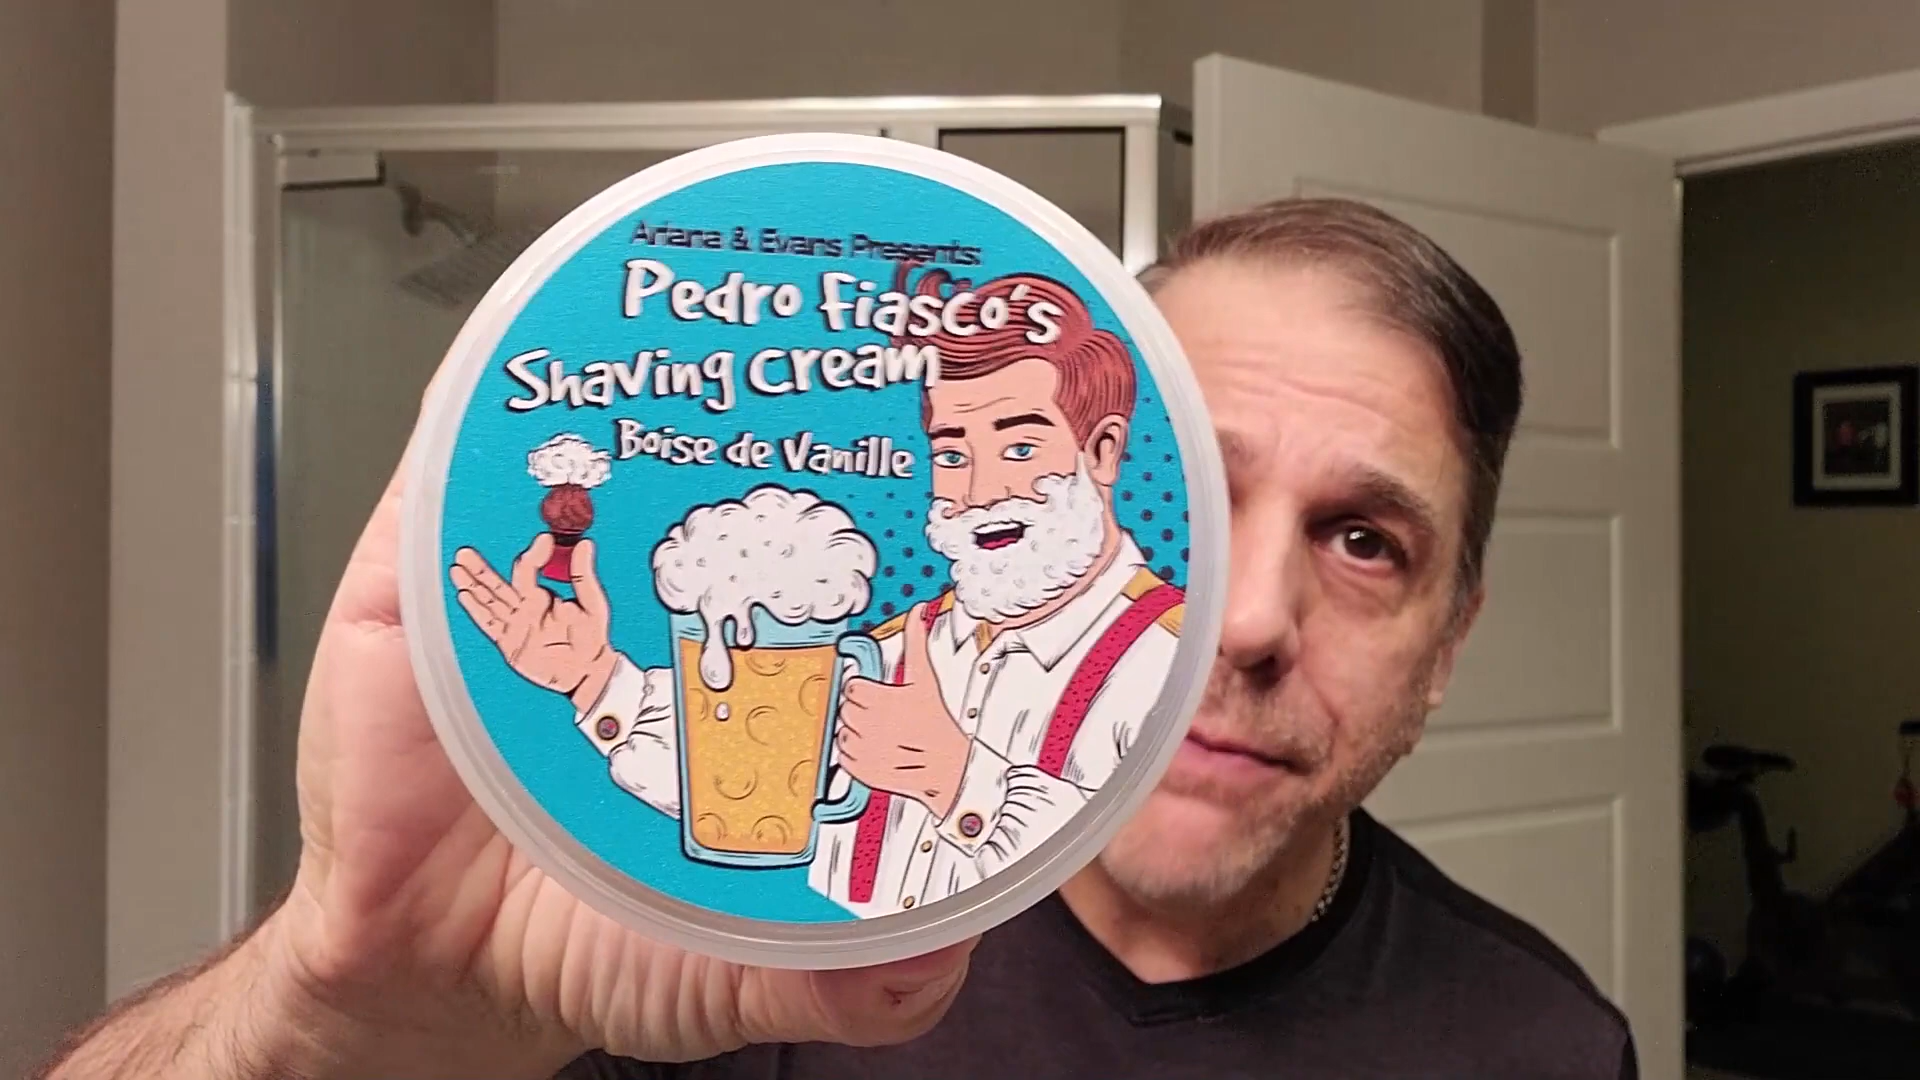 Ariana & Evans Presents:
Pedro Fiasco's
Shaving Cream
Boise de Vanille